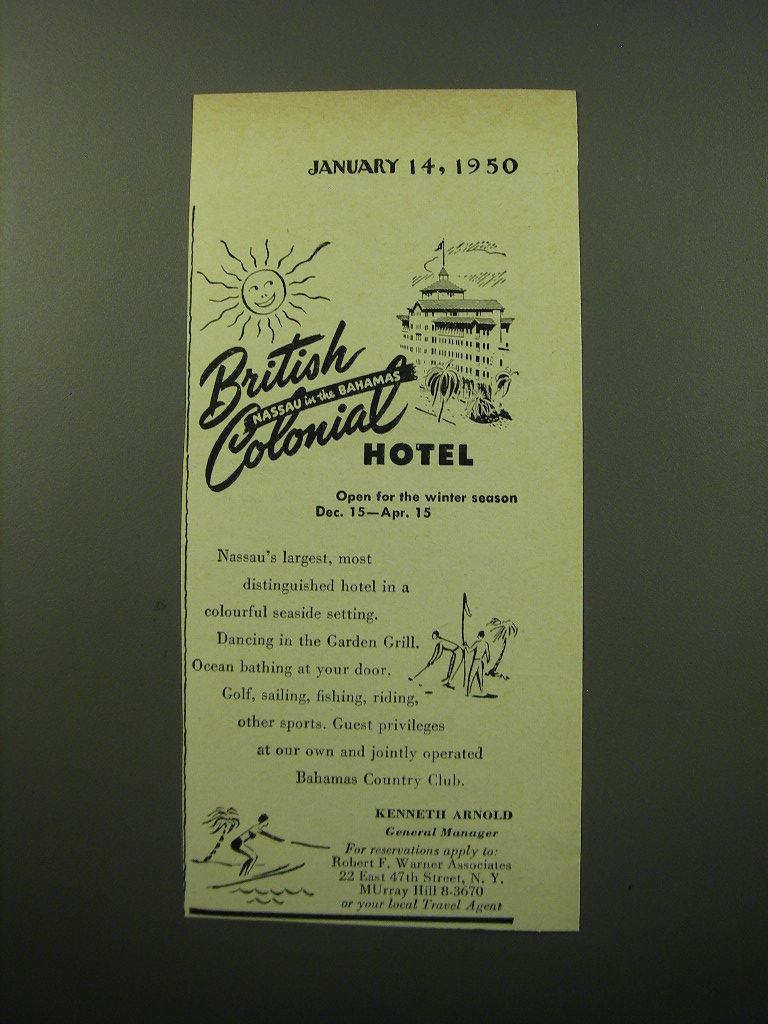 JANUARY 14, 1950
British
NASSAU in the BAHAMAS
Colonial
HOTEL
Open for the winter season
Dec. 15—Apr. 15
Nassau's largest, most
distinguished hotel in a
colourful seaside setting.
Dancing in the Garden Grill.
Ocean bathing at your door.
Golf, sailing, fishing, riding,
other sports. Guest privileges
at our own and jointly operated
Bahamas Country Club.
KENNETH ARNOLD
General Manager
For reservations apply to:
Robert F. Warner Associates
22 East 47th Street, N. Y.
MUrray Hill 8-3670
or your local Travel Agent